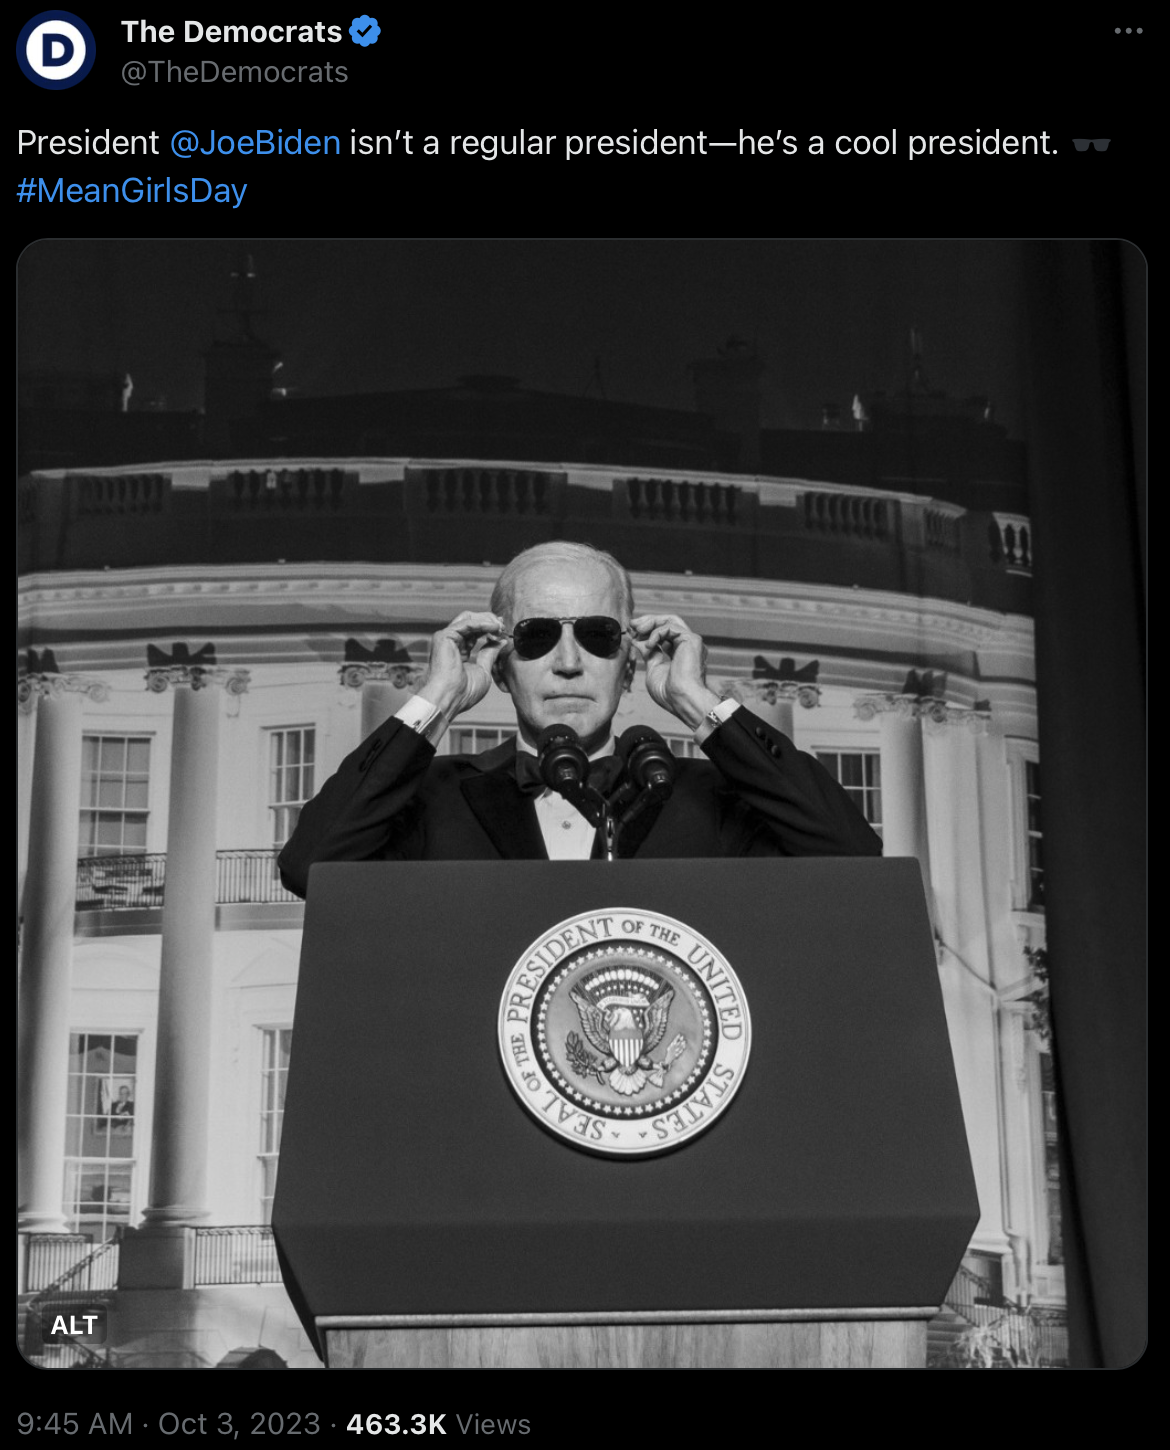 The Democrats
@TheDemocrats
President @JoeBiden isn’t a regular president—he’s a cool president. 🕶️
#MeanGirlsDay
D
SEAL OF THE PRESIDENT OF THE UNITED STATES
ALT
9:45 AM · Oct 3, 2023 · 463.3K Views